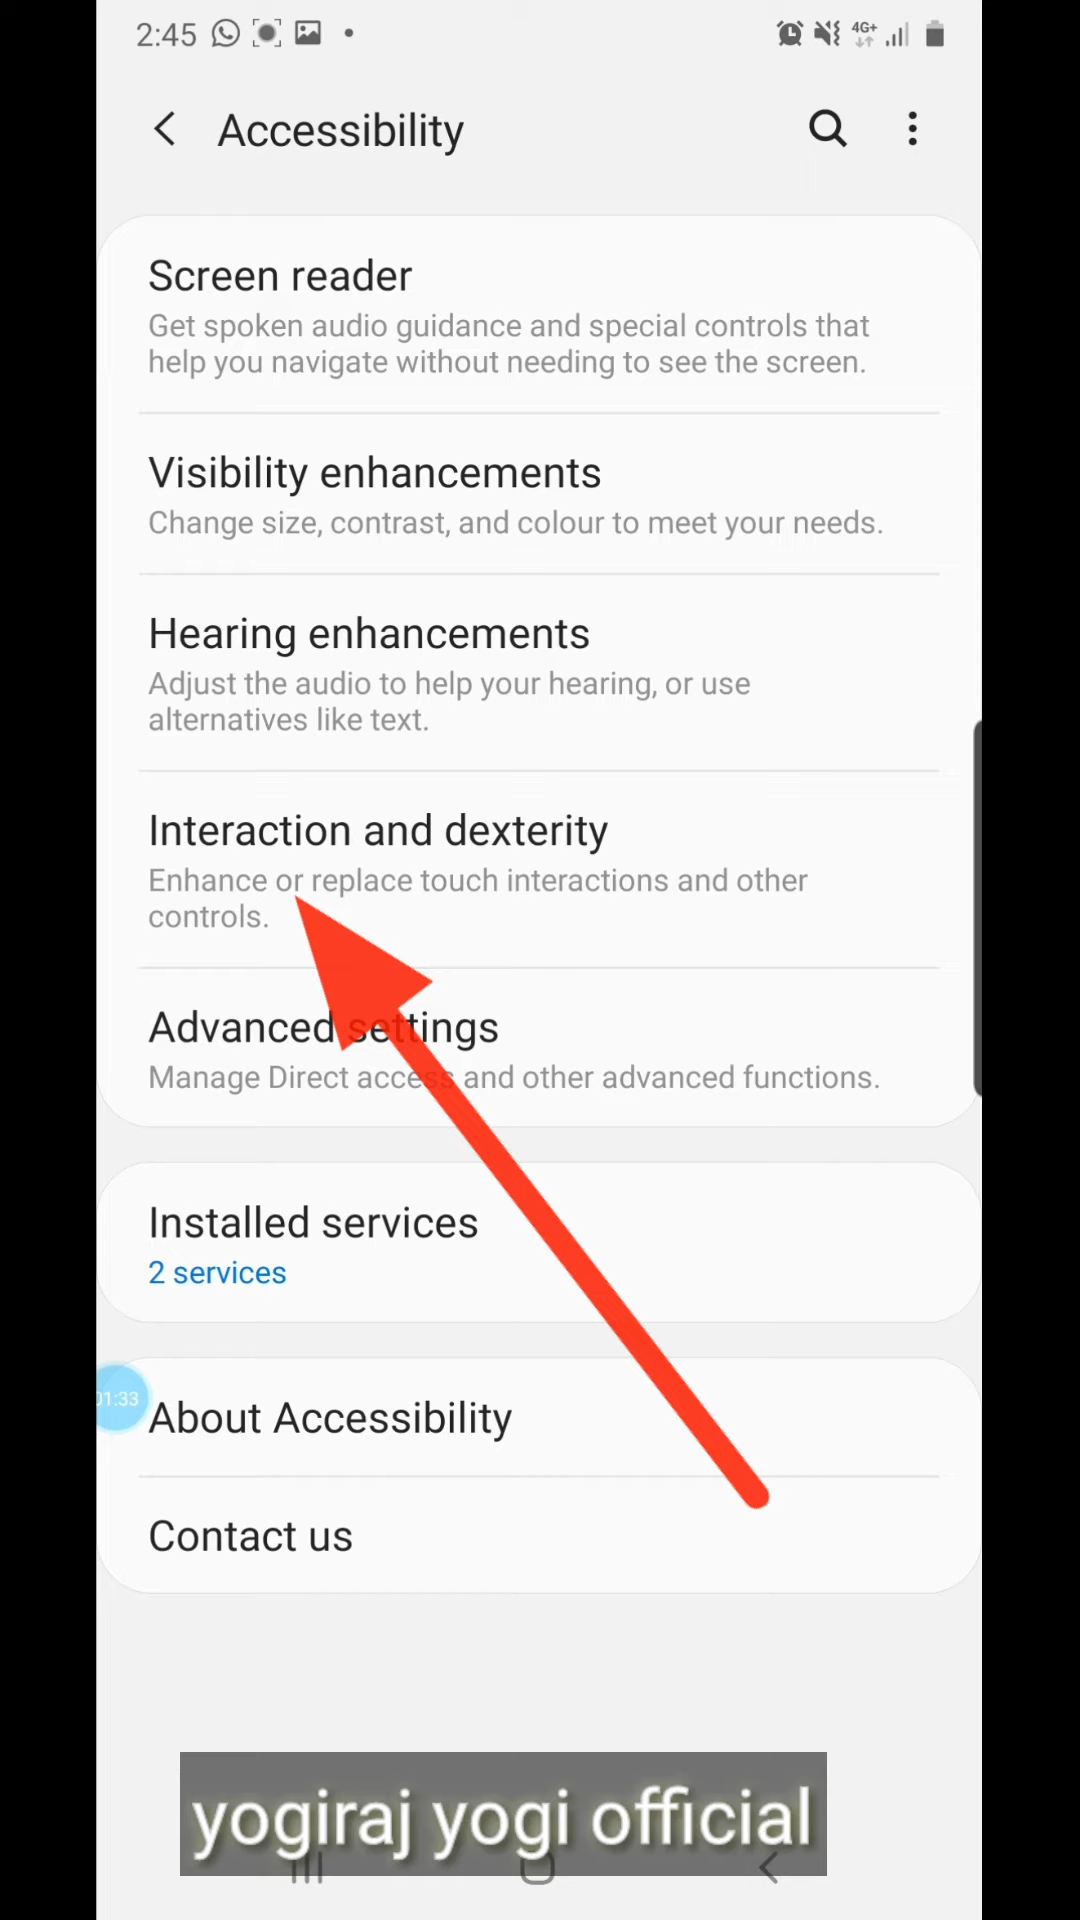 2:45
4G+
Accessibility
Screen reader
Get spoken audio guidance and special controls that
help you navigate without needing to see the screen.
Visibility enhancements
Change size, contrast, and colour to meet your needs.
Hearing enhancements
Adjust the audio to help your hearing, or use
alternatives like text.
Interaction and dexterity
Enhance or replace touch interactions and other
controls.
Advanced settings
Manage Direct access and other advanced functions.
Installed services
2 services
01:33
About Accessibility
Contact us
yogiraj yogi official